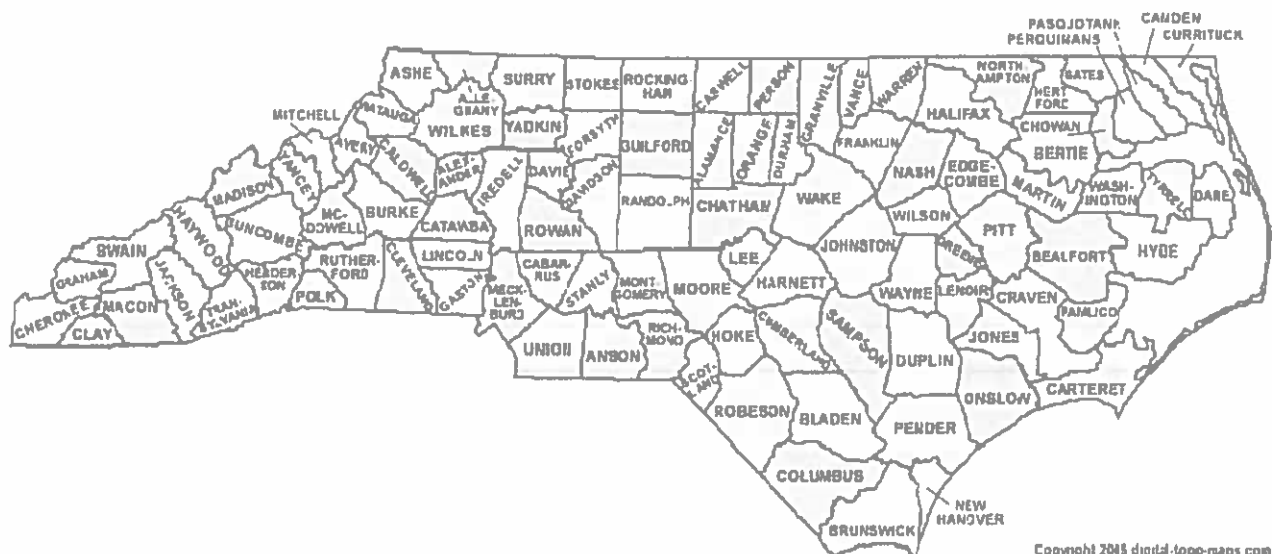 PASQUOTANK
CAMDEN
PERQUIMANS
CURRITUCK
ASHE
SURRY
STOKES
ROCKING-
HAM
CASWELL
PERSON
GRANVILLE
VANCE
WARREN
NORTH
AMPTON
GATES
HERT
FORD
ALLE-
GHANY
WATAUGA
WILKES
YADKIN
FORSYTH
GUILFORD
ALAMANCE
ORANGE
DURHAM
FRANKLIN
HALIFAX
CHOWAN
BERTIE
MITCHELL
AVERY
CALDWELL
ALEX-
ANDER
IREDELL
DAVIE
DAVIDSON
RANDOLPH
CHATHAM
WAKE
NASH
EDGE-
COMBE
MARTIN
WASH-
INGTON
TYRRELL
DARE
YANCEY
MADISON
BUNCOMBE
MC-
DOWELL
BURKE
CATAWBA
ROWAN
WILSON
PITT
BEAUFORT
HYDE
SWAIN
HAYWOOD
HENDER
SON
RUTHER-
FORD
CLEVELAND
LINCOLN
GASTON
CABAR-
RUS
STANLY
MONT-
GOMERY
MOORE
LEE
HARNETT
JOHNSTON
GREENE
WAYNE
LENOIR
CRAVEN
PAMLICO
GRAHAM
CHEROKEE
CLAY
MACON
JACKSON
TRAN-
SYLVANIA
POLK
MECK-
LEN-
BURG
UNION
ANSON
RICH-
MOND
SCOT-
LAND
HOKE
CUMBERLAND
SAMPSON
DUPLIN
JONES
ONSLOW
CARTERET
ROBESON
BLADEN
PENDER
COLUMBUS
BRUNSWICK
NEW
HANOVER
Copyright 2015 digital-topo-maps.com